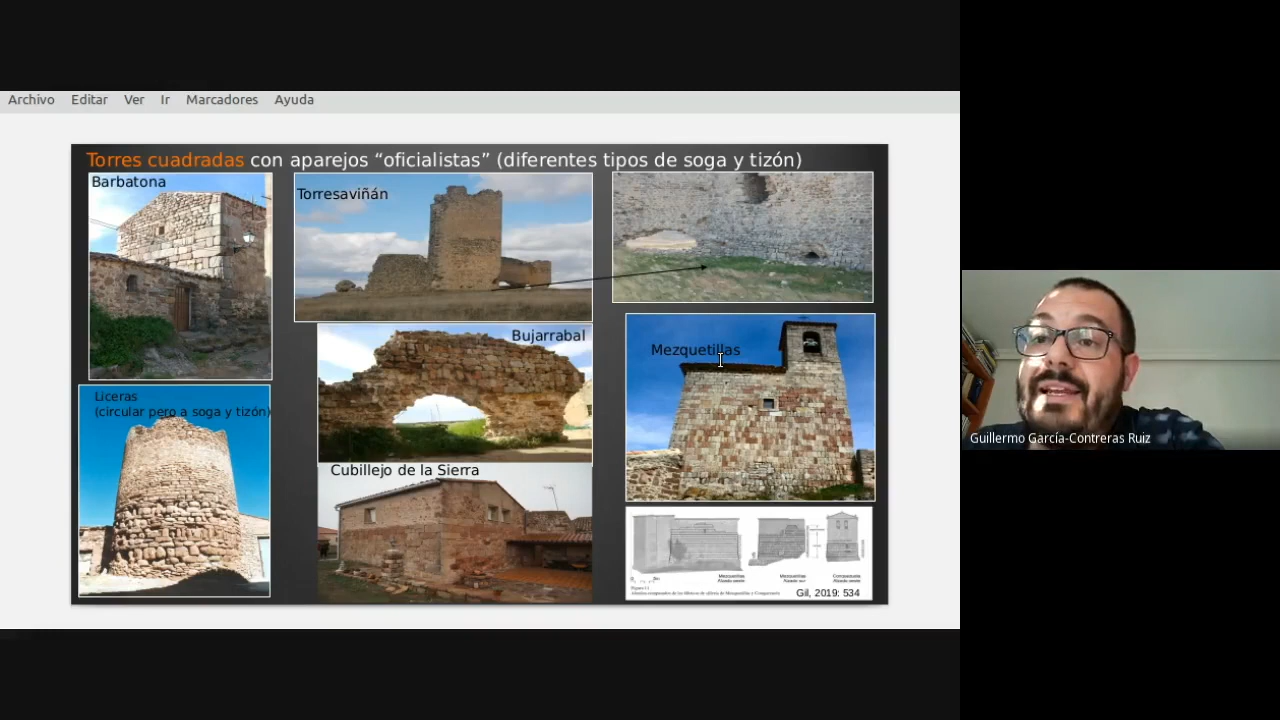 Archivo Editar Ver Ir Marcadores Ayuda
Torres cuadradas con aparejos “oficialistas” (diferentes tipos de soga y tizón)
Barbatona
Torresaviñán
Bujarrabal
Mezquetillas
Liceras
(circular pero a soga y tizón)
Cubillejo de la Sierra
Gil, 2019: 534
Guillermo García-Contreras Ruiz